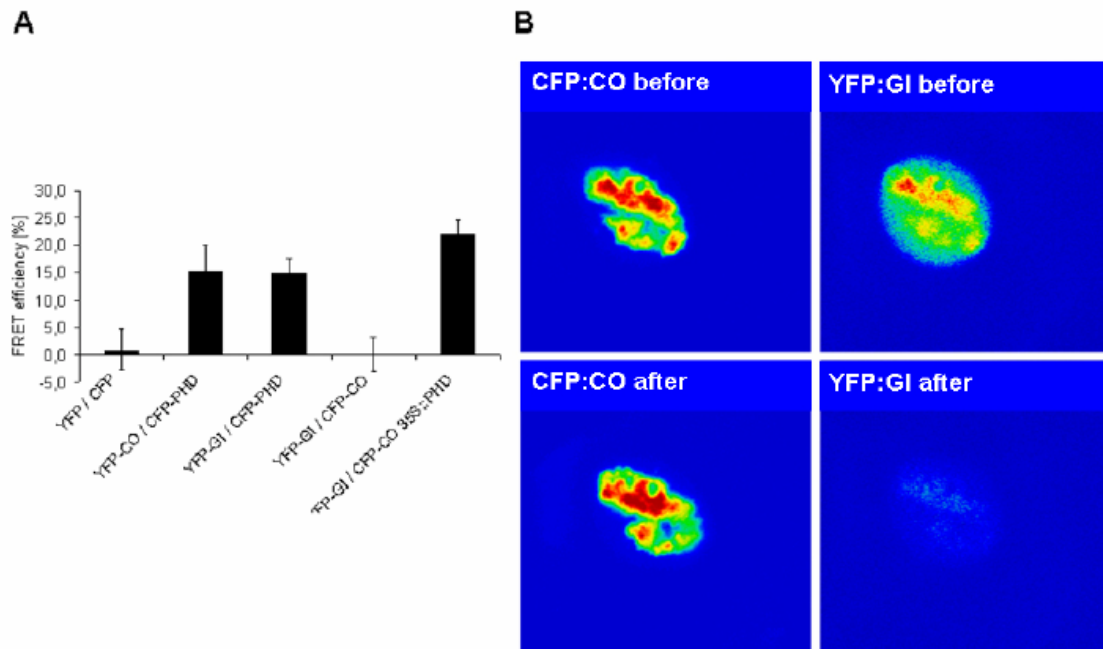 A
B
CFP:CO before
YFP:GI before
CFP:CO after
YFP:GI after
FRET efficiency [%]
30,0
25,0
20,0
15,0
10,0
5,0
0,0
-5,0
YFP / CFP
YFP-CO / CFP-PHD
YFP-GI / CFP-PHD
YFP-GI / CFP-CO
FP-GI / CFP-CO 35S::PHD